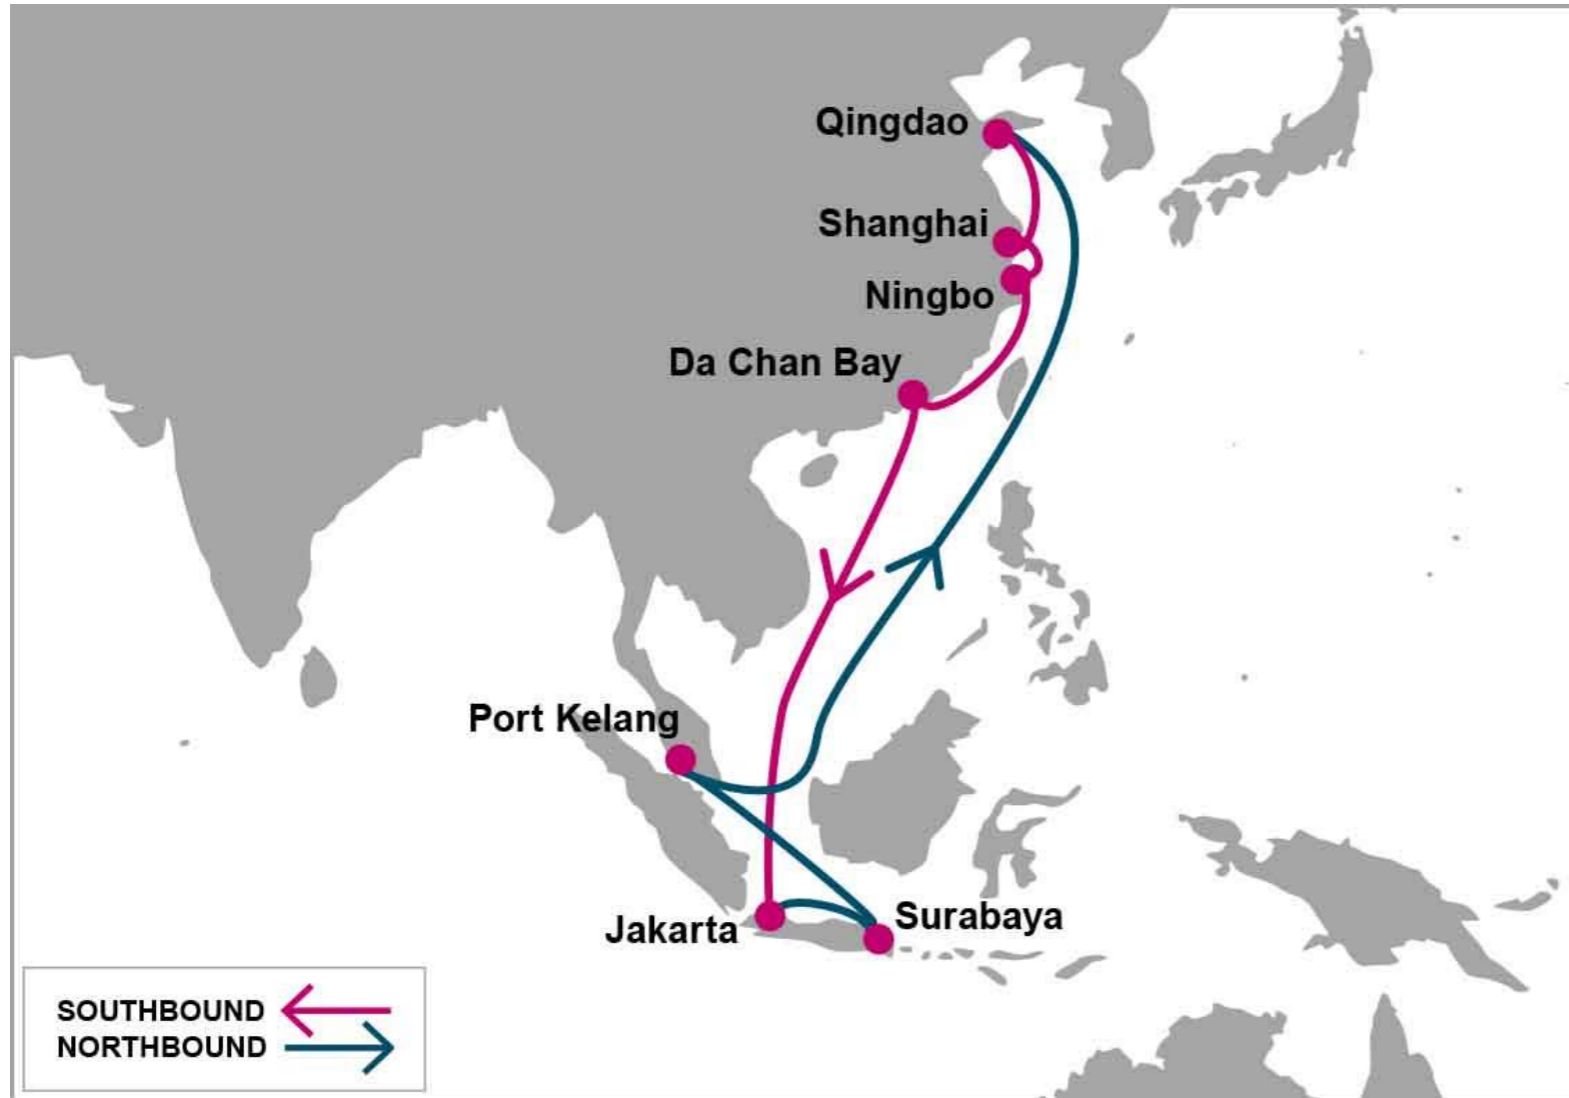 Qingdao
Shanghai
Ningbo
Da Chan Bay
Port Kelang
Jakarta
Surabaya
SOUTHBOUND
NORTHBOUND